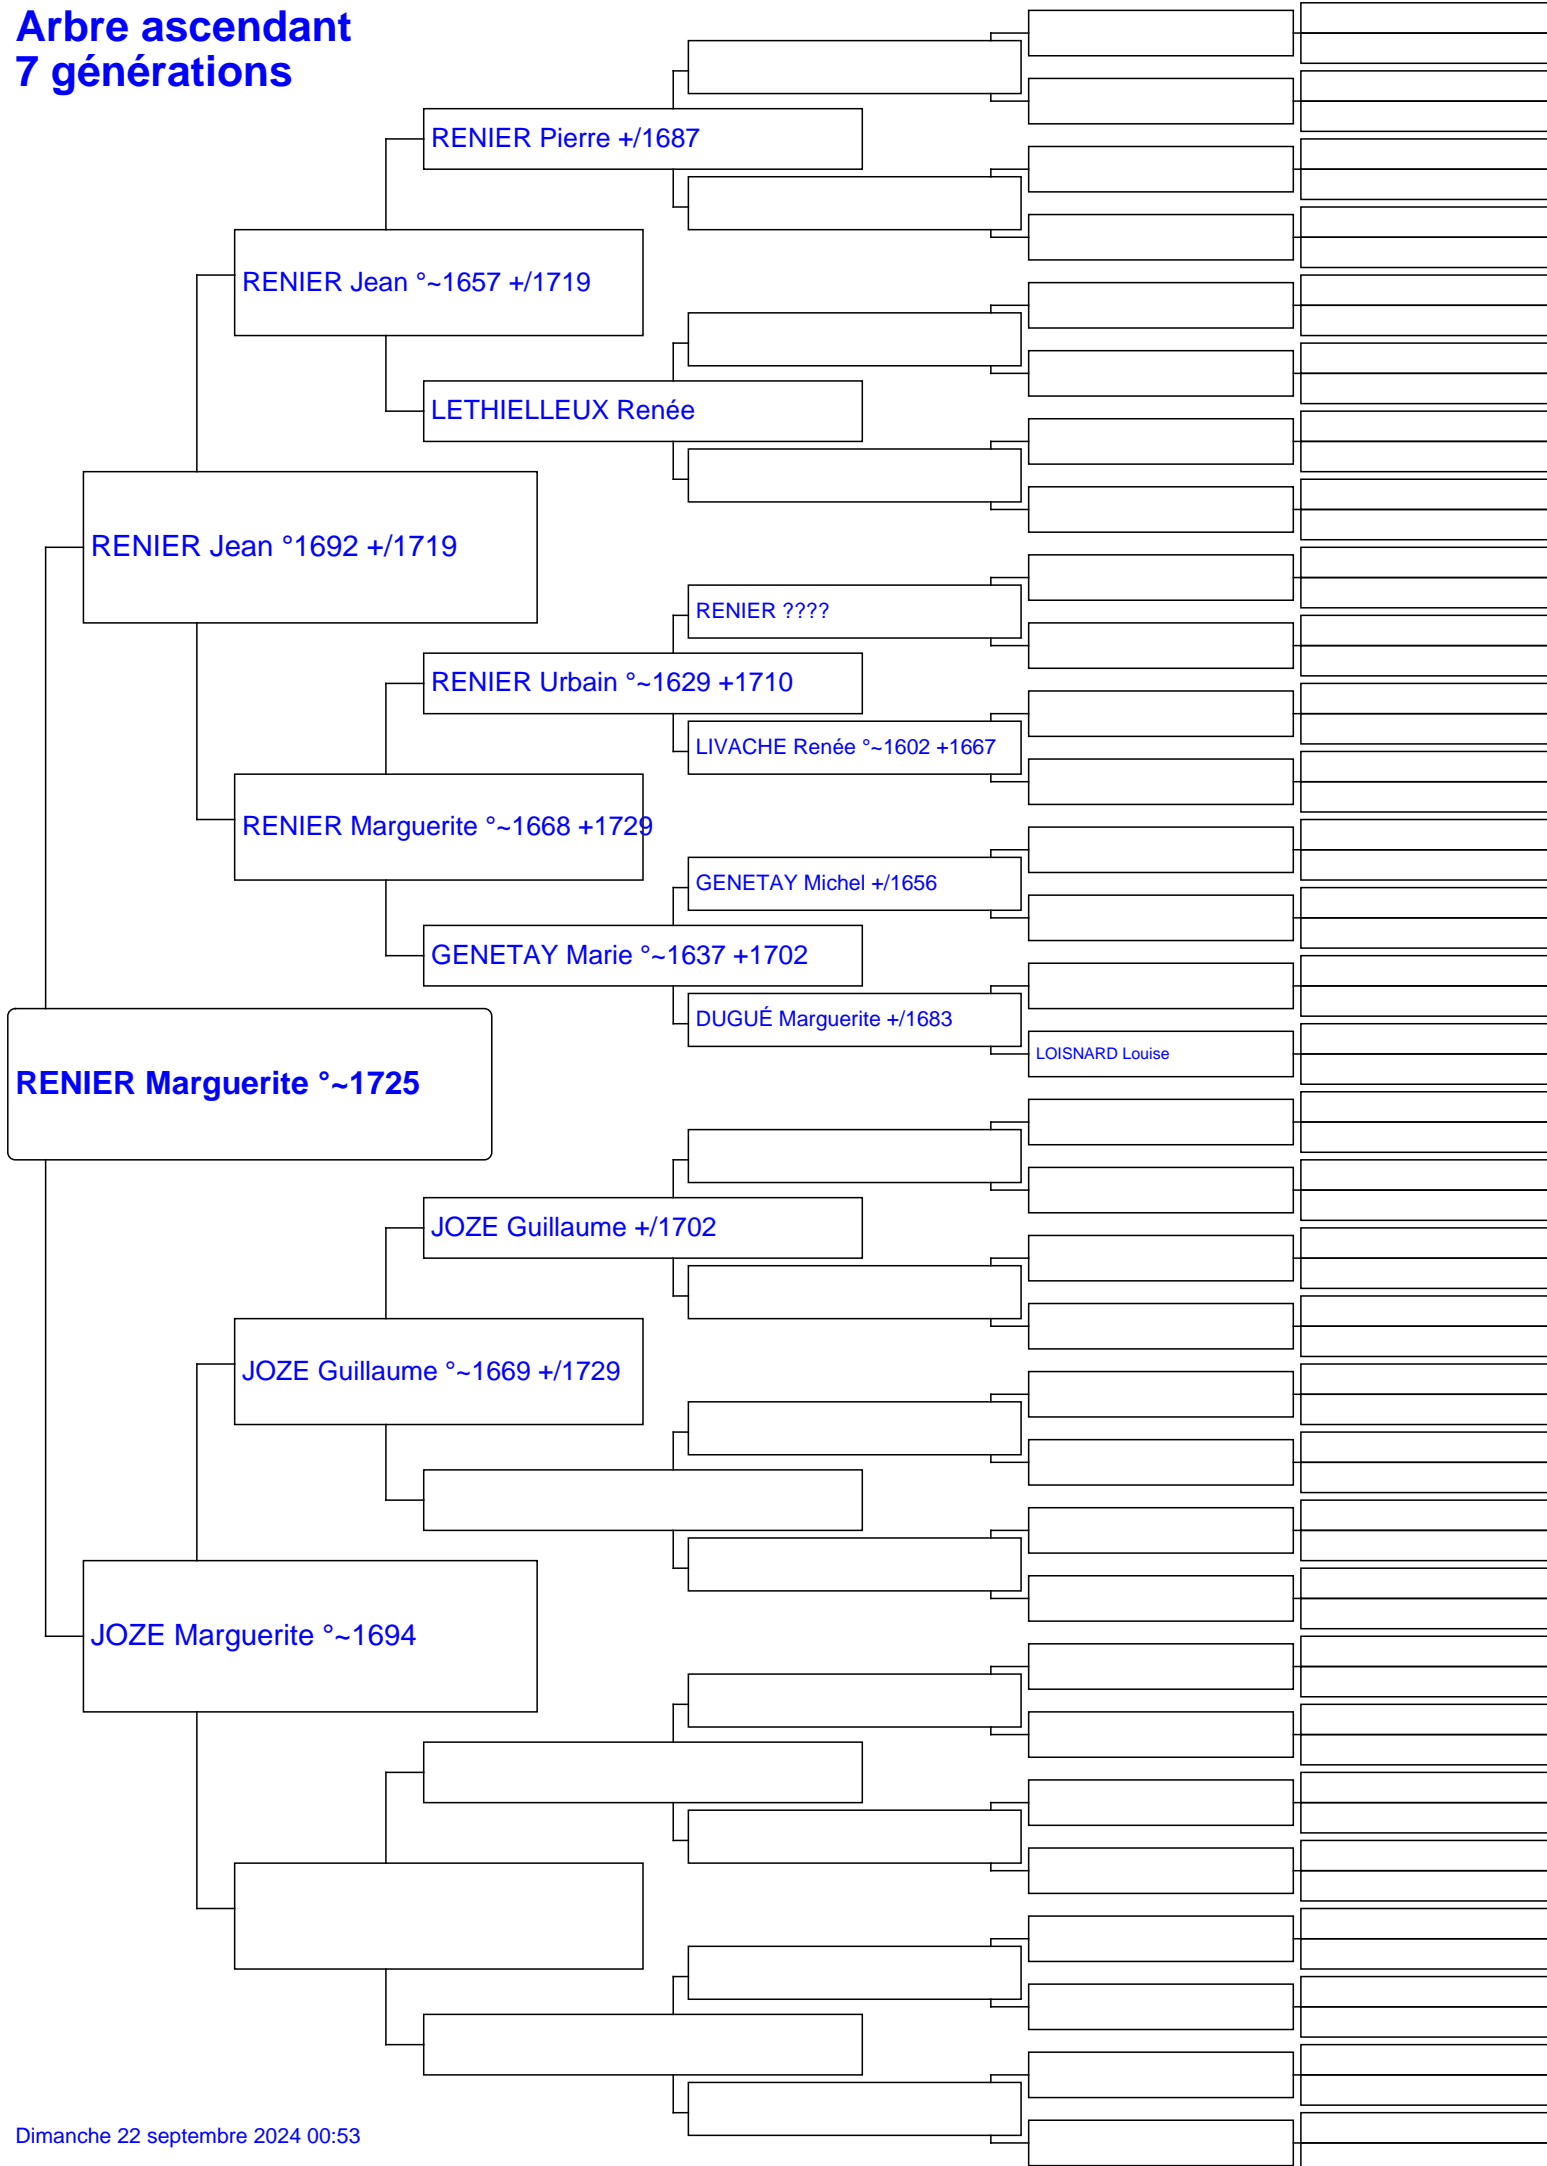 Arbre ascendant
7 générations
RENIER Pierre +/1687
RENIER Jean °~1657 +/1719
LETHIELLEUX Renée
RENIER Jean °1692 +/1719
RENIER ????
RENIER Urbain °~1629 +1710
LIVACHE Renée °~1602 +1667
RENIER Marguerite °~1668 +1729
GENETAY Michel +/1656
GENETAY Marie °~1637 +1702
DUGUÉ Marguerite +/1683
LOISNARD Louise
RENIER Marguerite °~1725
JOZE Guillaume +/1702
JOZE Guillaume °~1669 +/1729
JOZE Marguerite °~1694
Dimanche 22 septembre 2024 00:53